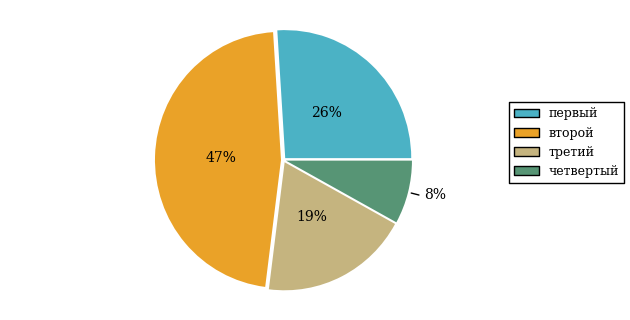 26%
47%
19%
8%
первый
второй
третий
четвертый